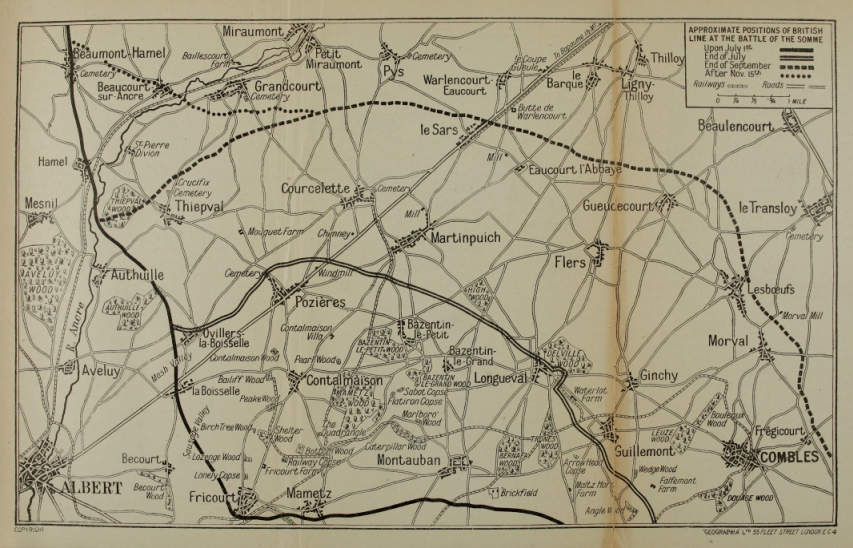 APPROXIMATE POSITIONS OF BRITISH
LINE AT THE BATTLE OF THE SOMME
Upon July 1st
End of July
End of September
After Nov. 15th
Railways Roads
0 ¼ ½ ¾ 1 MILE
Miraumont
Beaumont-Hamel
Baillescourt
Farm
Petit
Miraumont
Pys
Cemetery
Cemetery
Beaucourt-
sur-Ancre
Grandcourt
Cemetery
Warlencourt-
Eaucourt
le Coupe
To Bapaume
Thilloy
le
Barque
Ligny-
Thilloy
Butte de
Warlencourt
Beaulencourt
le Sars
Mill
St Pierre
Divion
Hamel
Eaucourt l'Abbaye
Crucifix
Cemetery
THIEPVAL
WOOD
Thiepval
Courcelette
Cemetery
Mesnil
Gueudecourt
le Transloy
Cemetery
Mill
Mouquet Farm
Chimney
Martinpuich
Flers
AVELUY
WOOD
Authuille
Cemetery
Windmill
Pozières
HIGH
WOOD
Lesbœufs
AUTHUILLE
WOOD
R. Ancre
Morval Mill
Ovillers-
la-Boisselle
Contalmaison
Villa
Bazentin-
le-Petit
BAZENTIN
LE-PETIT WOOD
Bazentin-
le-Grand
DELVILLE
WOOD
Morval
Mash Valley
Contalmaison Wood
Pearl Wood
Aveluy
Bailiff Wood
Contalmaison
BAZENTIN
LE-GRAND WOOD
Longueval
Ginchy
la Boisselle
Peake Wood
MAMETZ
WOOD
Sabot Copse
Flatiron Copse
Waterlot
Farm
Marlboro'
Wood
Bouleaux
Wood
Sausage Valley
Birch Tree Wood
Shelter
Wood
The
Quadrangle
LEUZE
WOOD
Frégicourt
Caterpillar Wood
TRONES
WOOD
Guillemont
COMBLES
Lozenge Wood
Bottom Wood
Railway Copse
Fricourt Farm
Montauban
BERNAFAY
WOOD
Arrow Head
Copse
Wedge Wood
Becourt
Lonely Copse
Maltz Horn
Farm
Falfemont
Farm
ALBERT
Becourt
Wood
Fricourt
Mametz
Brickfield
Angle Wood
DOUAGE WOOD
COPYRIGHT
"GEOGRAPHIA" LTD 55 FLEET STREET LONDON E.C.4